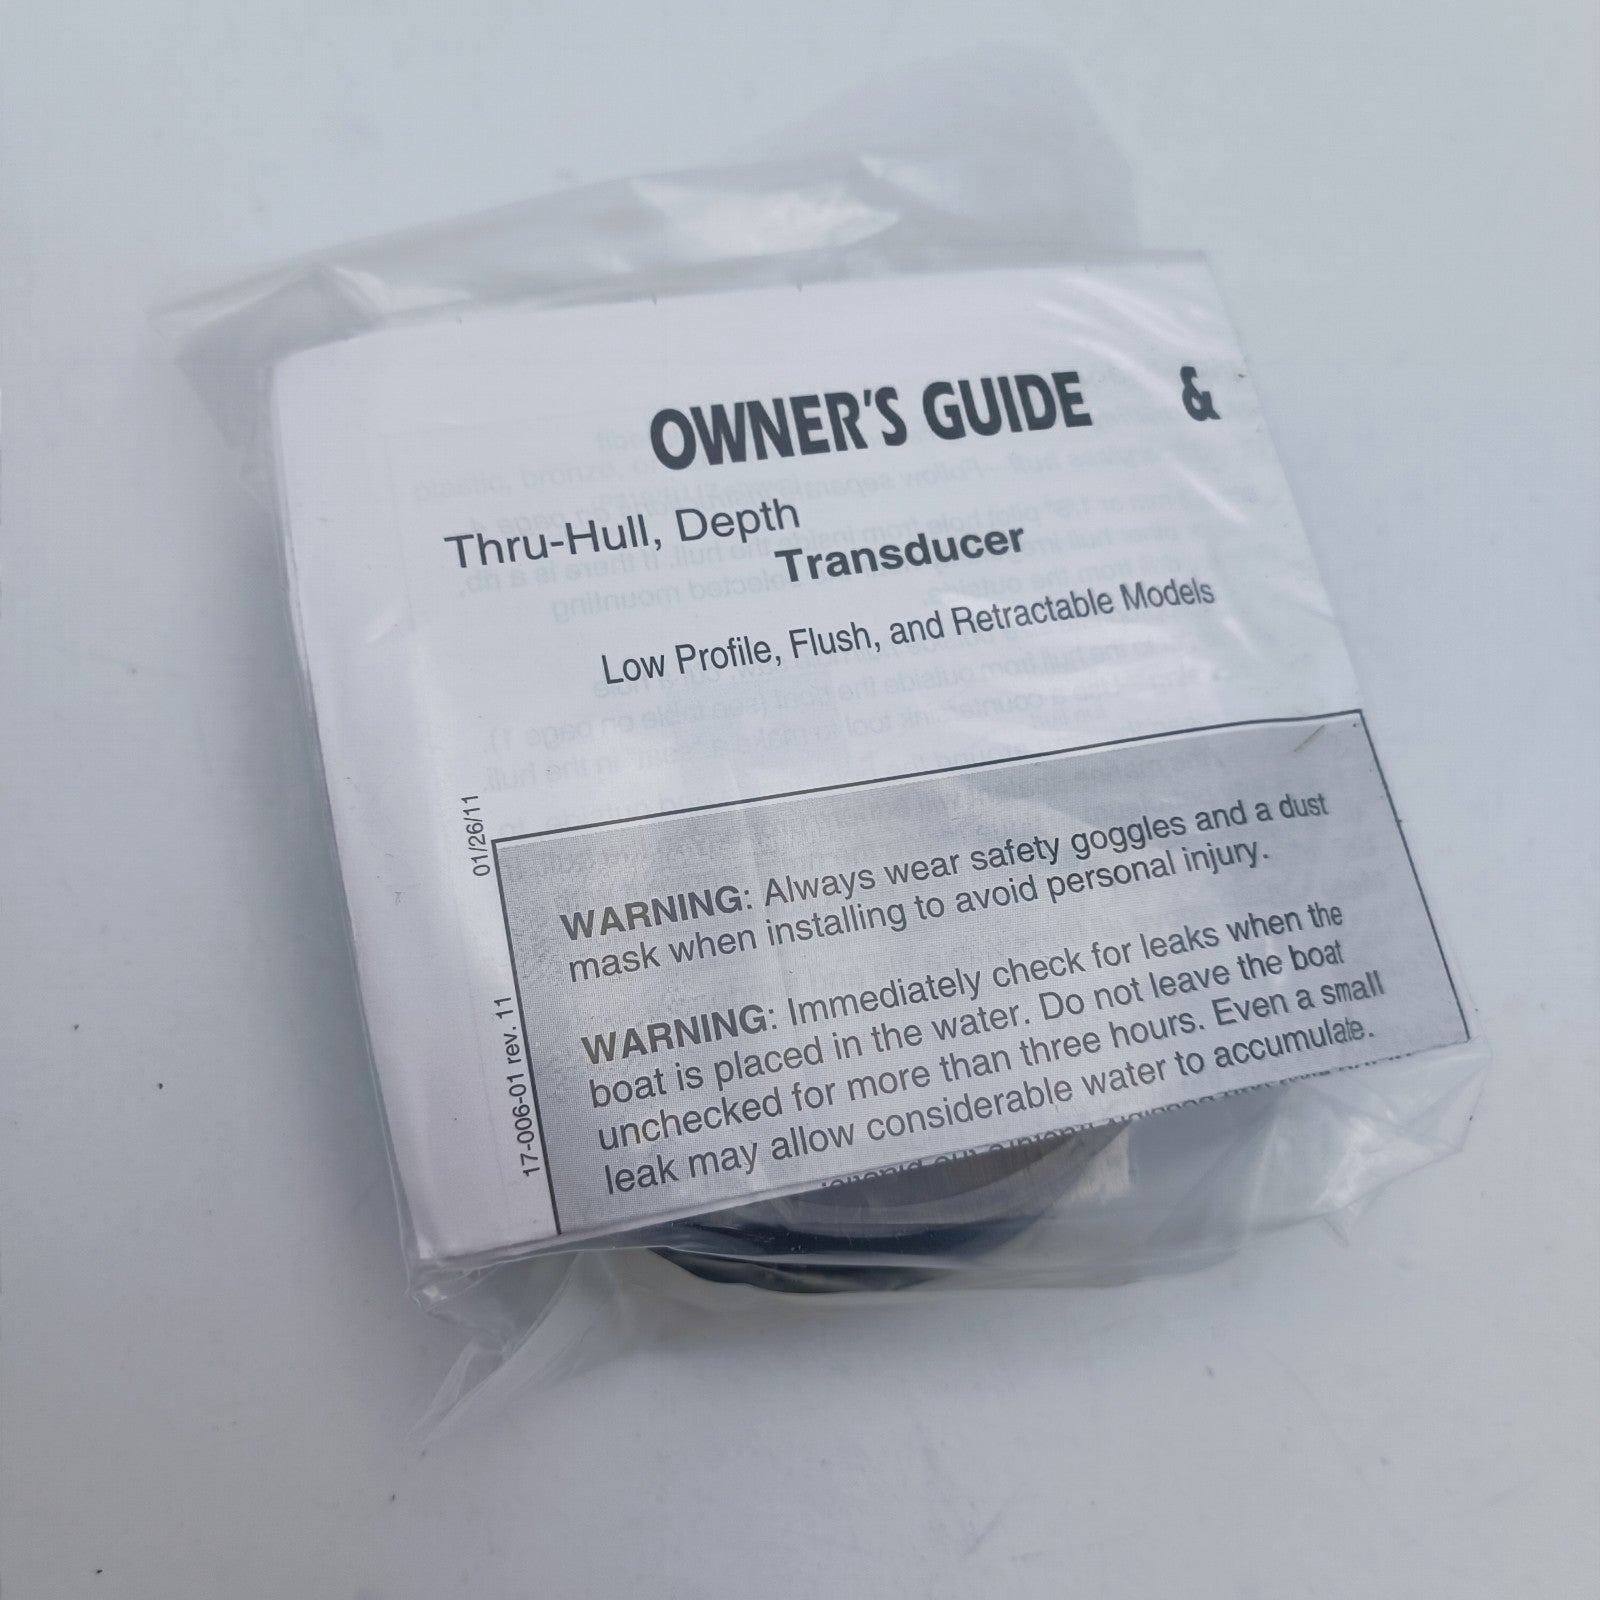 OWNER'S GUIDE &
Thru-Hull, Depth
Transducer
Low Profile, Flush, and Retractable Models
01/26/11
17-006-01 rev. 11
WARNING: Always wear safety goggles and a dust
mask when installing to avoid personal injury.
WARNING: Immediately check for leaks when the
boat is placed in the water. Do not leave the boat
unchecked for more than three hours. Even a small
leak may allow considerable water to accumulate.